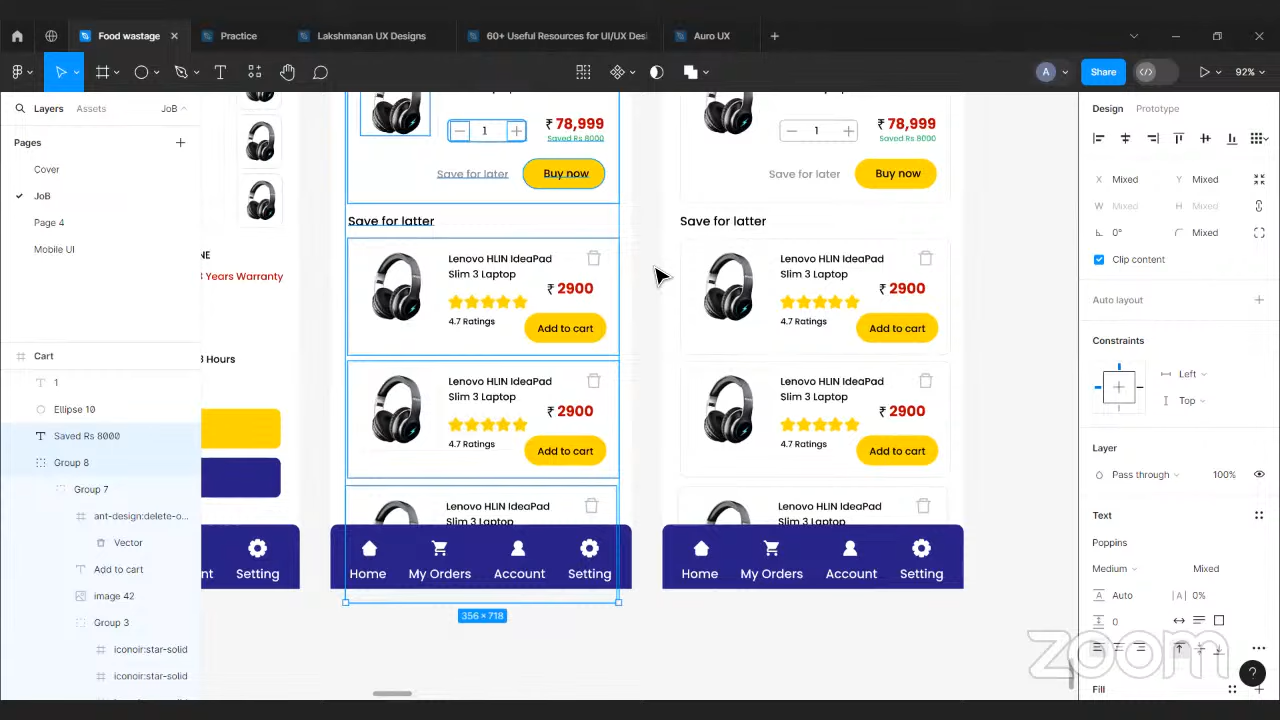 Food wastage
Practice
Lakshmanan UX Designs
60+ Useful Resources for UI/UX Desi
Auro UX
A
Share
92%
Layers
Assets
JoB
Pages
Cover
JoB
Page 4
Mobile UI
Cart
1
Ellipse 10
Saved Rs 8000
Group 8
Group 7
ant-design:delete-o...
Vector
Add to cart
image 42
Group 3
iconoir:star-solid
iconoir:star-solid
NE
Years Warranty
Hours
nt
Setting
1
₹ 78,999
Saved Rs 8000
Save for later
Buy now
Save for latter
Lenovo HLIN IdeaPad
Slim 3 Laptop
₹ 2900
4.7 Ratings
Add to cart
Lenovo HLIN IdeaPad
Slim 3 Laptop
₹ 2900
4.7 Ratings
Add to cart
Lenovo HLIN IdeaPad
Slim 3 Laptop
Home
My Orders
Account
Setting
356 × 718
1
₹ 78,999
Saved Rs 8000
Save for later
Buy now
Save for latter
Lenovo HLIN IdeaPad
Slim 3 Laptop
₹ 2900
4.7 Ratings
Add to cart
Lenovo HLIN IdeaPad
Slim 3 Laptop
₹ 2900
4.7 Ratings
Add to cart
Lenovo HLIN IdeaPad
Slim 3 Laptop
Home
My Orders
Account
Setting
Design
Prototype
X Mixed
Y Mixed
W Mixed
H Mixed
0°
Mixed
Clip content
Auto layout
Constraints
Left
Top
Layer
Pass through
100%
Text
Poppins
Medium
Mixed
Auto
0%
0
Fill
zoom
?